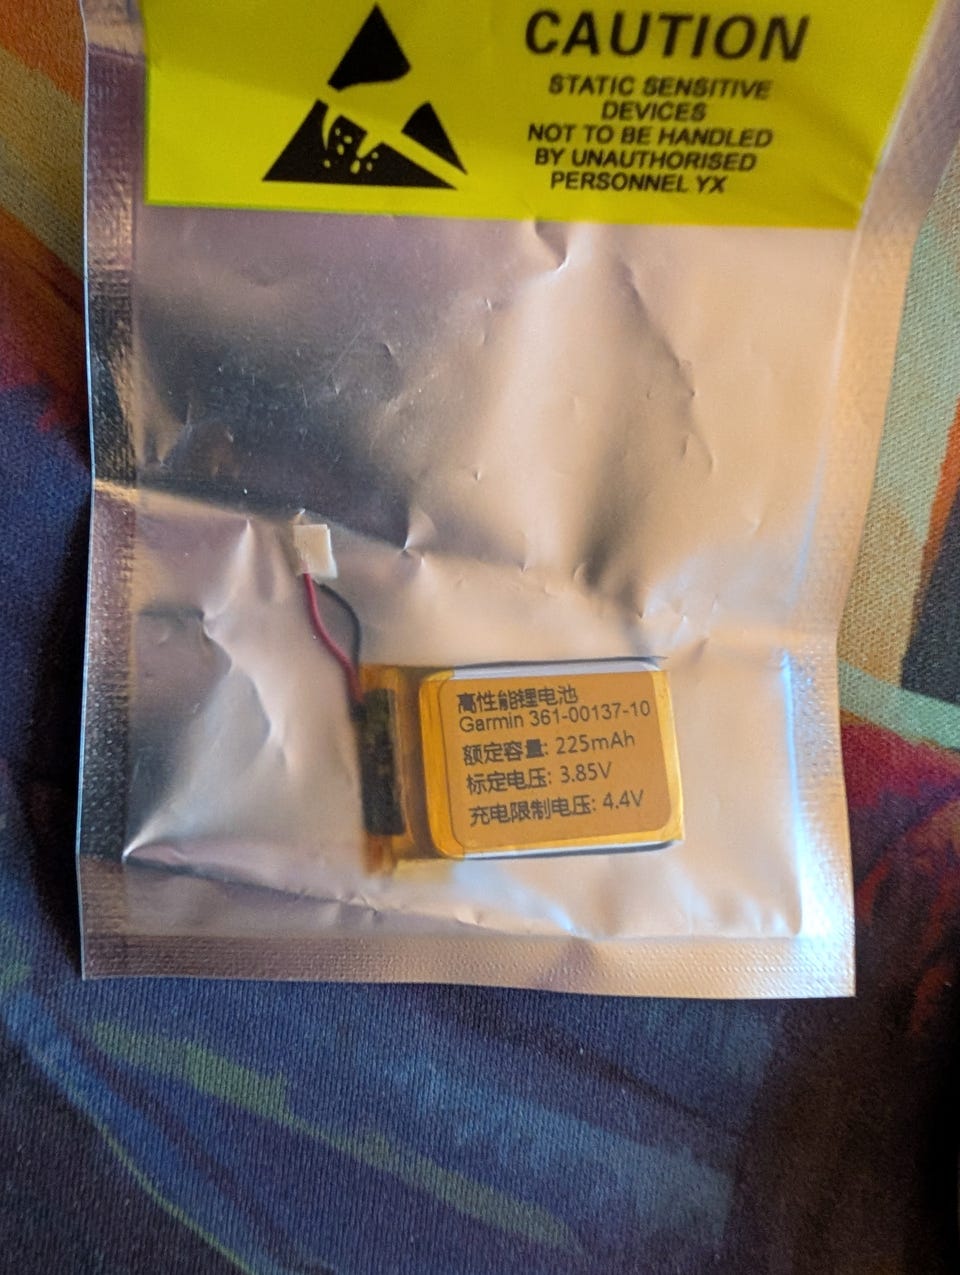 CAUTION
STATIC SENSITIVE
DEVICES
NOT TO BE HANDLED
BY UNAUTHORISED
PERSONNEL YX
高性能锂电池
Garmin 361-00137-10
额定容量: 225mAh
标定电压: 3.85V
充电限制电压: 4.4V